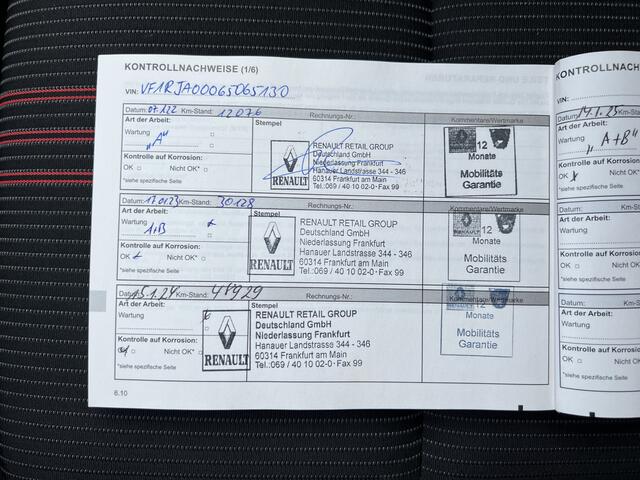 KONTROLLNACHWEISE (1/6)
VIN: VF1RJA00065065130
Datum: 07.1.22 Km-Stand: 12076 Rechnungs-Nr.: Kommentare/Wertmarke
Art der Arbeit: Stempel
Wartung "A"
Kontrolle auf Korrosion:
OK □ Nicht OK* □
*siehe spezifische Seite
RENAULT
RENAULT RETAIL GROUP
Deutschland GmbH
Niederlassung Frankfurt
Hanauer Landstrasse 344 - 346
60314 Frankfurt am Main
Tel.:069 / 40 10 02-0 · Fax 99
12
Monate
Mobilitäts
Garantie
Datum: 17.01.23 Km-Stand: 30128 Rechnungs-Nr.: Kommentare/Wertmarke
Art der Arbeit:
Wartung
Kontrolle auf Korrosion:
OK Nicht OK* □
*siehe spezifische Seite
RENAULT
RENAULT RETAIL GROUP
Deutschland GmbH
Niederlassung Frankfurt
Hanauer Landstrasse 344 - 346
60314 Frankfurt am Main
Tel.:069 / 40 10 02-0 · Fax 99
12
Monate
Mobilitäts
Garantie
Datum: 15.1.24 Km-Stand: Rechnungs-Nr.: Kommentare/Wertmarke
Art der Arbeit: Stempel
Wartung
Kontrolle auf Korrosion:
Nicht OK* □
*siehe spezifische Seite
RENAULT
RENAULT RETAIL GROUP
Deutschland GmbH
Niederlassung Frankfurt
Hanauer Landstrasse 344 - 346
60314 Frankfurt am Main
Tel.:069 / 40 10 02-0 · Fax 99
12
Monate
Mobilitäts
Garantie
6.10
KONTROLLNACHW
VIN:
Datum: 14.1.25 Km
Art der Arbeit:
Wartung "A+B"
Kontrolle auf Korrosion:
OK Nicht OK*
*siehe spezifische Seite
Datum: Km
Art der Arbeit:
Wartung
Kontrolle auf Korrosion:
OK □ Nicht OK*
*siehe spezifische Seite
Datum: Km
Art der Arbeit:
Wartung
Kontrolle auf Korrosion:
OK □ Nicht OK*
*siehe spezifische Seite